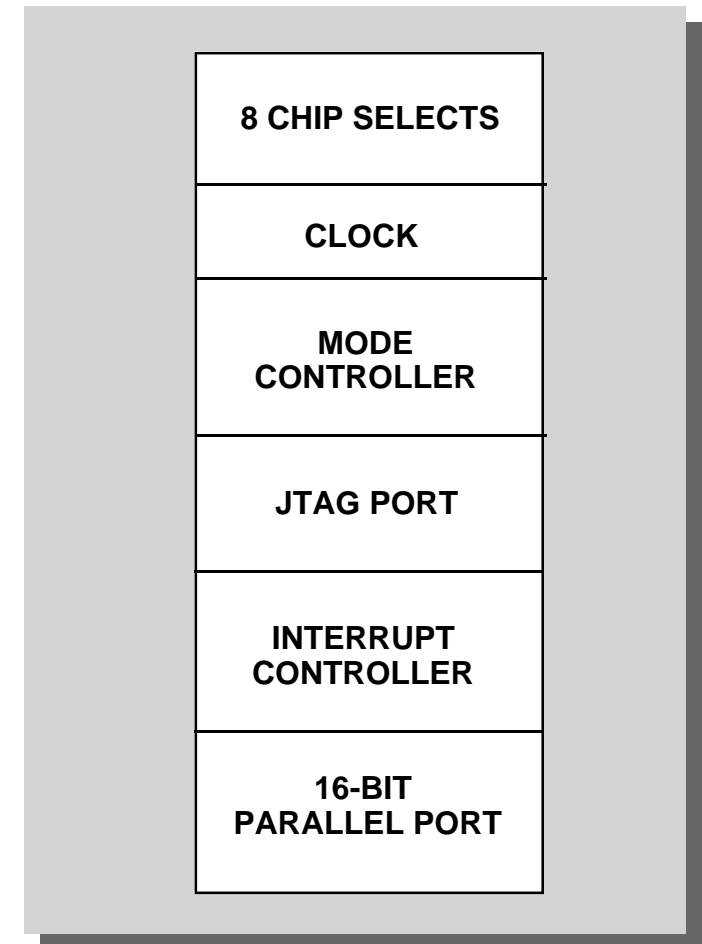 8 CHIP SELECTS
CLOCK
MODE
CONTROLLER
JTAG PORT
INTERRUPT
CONTROLLER
16-BIT
PARALLEL PORT